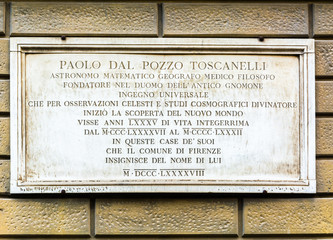 PAOLO DAL POZZO TOSCANELLI
ASTRONOMO MATEMATICO GEOGRAFO MEDICO FILOSOFO
FONDATORE NEL DUOMO DELL'ANTICO GNOMONE
INGEGNO UNIVERSALE
CHE PER OSSERVAZIONI CELESTI E STUDI COSMOGRAFICI DIVINATORE
INIZIÒ LA SCOPERTA DEL NUOVO MONDO
VISSE ANNI LXXXV DI VITA INTEGERRIMA
DAL M·CCC·LXXXXVII AL M·CCCC·LXXXII
IN QUESTE CASE DE' SUOI
CHE IL COMUNE DI FIRENZE
INSIGNISCE DEL NOME DI LUI
M·DCCC·LXXXXVIII